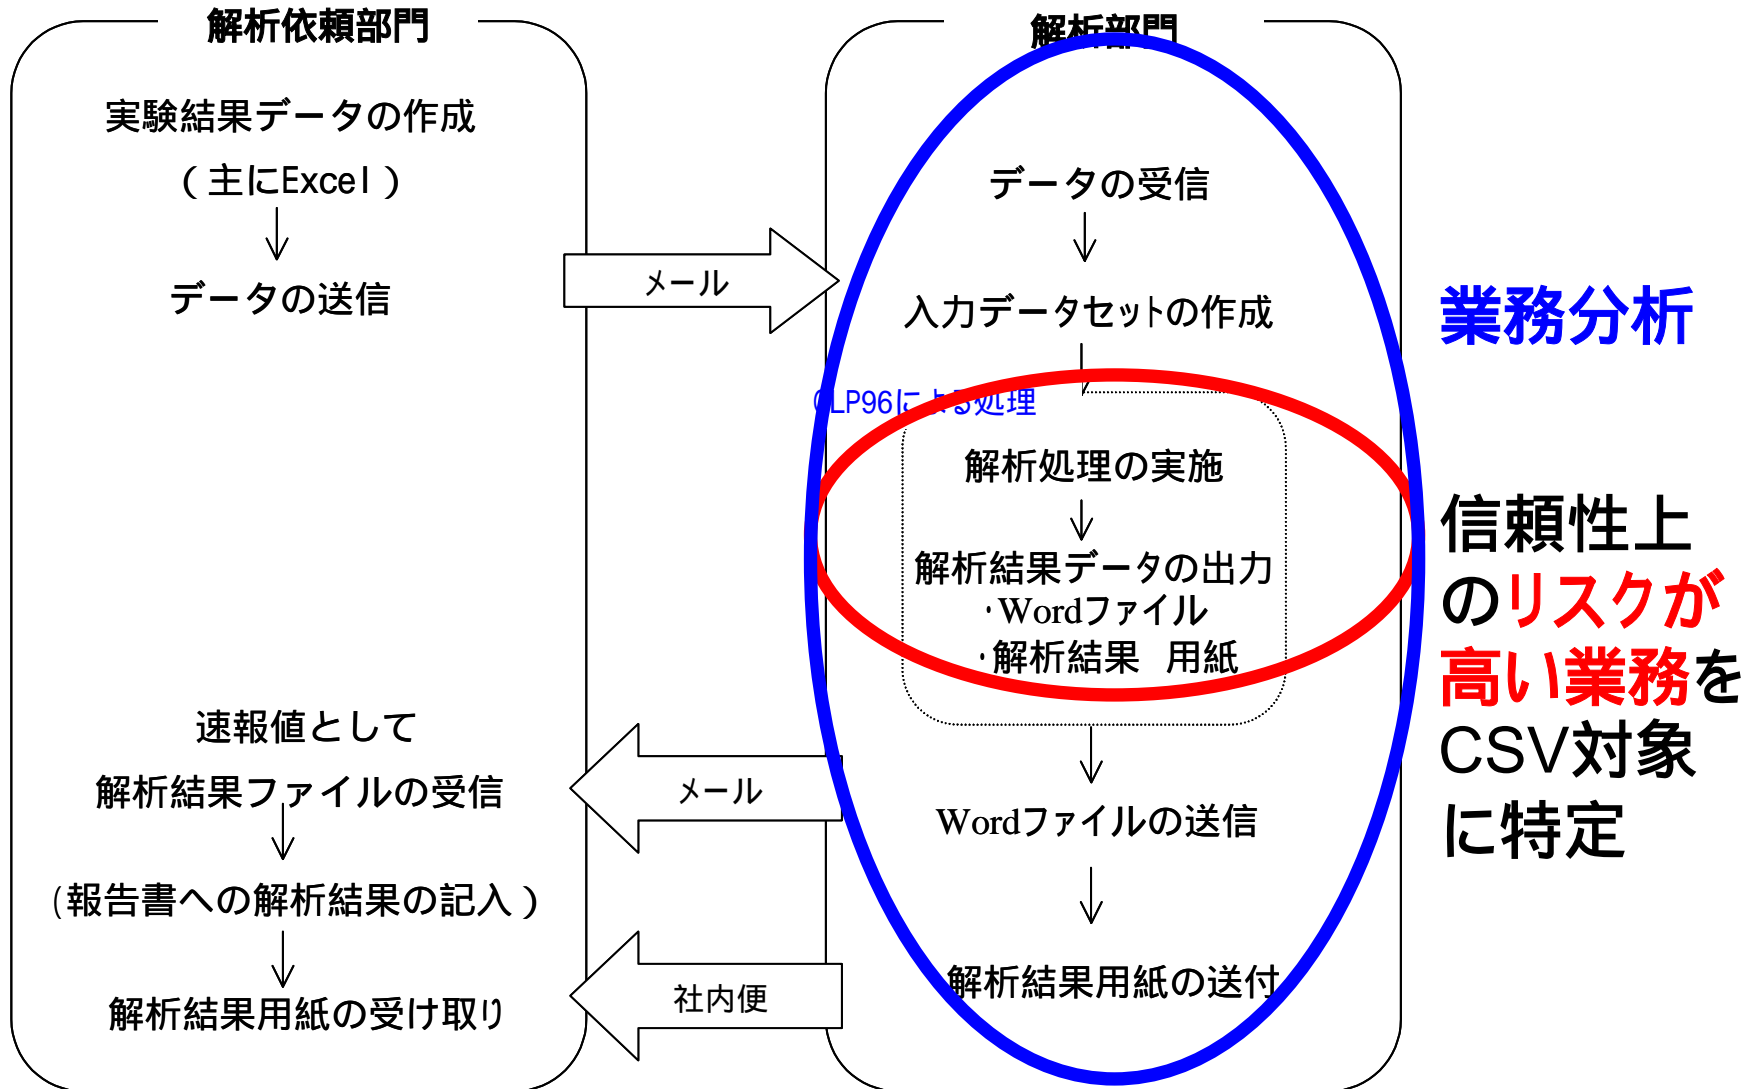 解析依頼部門
実験結果データの作成
（主にExcel）
データの送信
メール
解析部門
データの受信
入力データセットの作成
LP96による処理
解析処理の実施
解析結果データの出力
・Wordファイル
・解析結果　用紙
Wordファイルの送信
解析結果用紙の送付
メール
社内便
速報値として
解析結果ファイルの受信
(報告書への解析結果の記入）
解析結果用紙の受け取り
業務分析
信頼性上
のリスクが
高い業務を
CSV対象
に特定